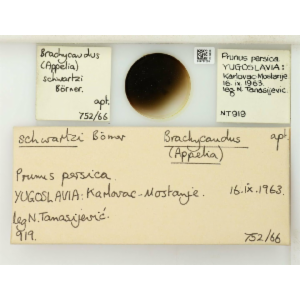 Brachycaudus
(Appelia)
schwartzi
Börner.
apt.
752/66
Prunus persica
YUGOSLAVIA:
Karlovac-Mostanje
16.ix.1963.
leg N. Tanasijevic.
NT919
schwartzi Börner Brachycaudus apt.
(Appelia)
Prunus persica.
YUGOSLAVIA: Karlovac-Mostanje. 16.ix.1963.
leg N. Tanasijević.
919. 752/66